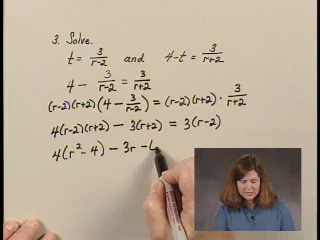 3. Solve.
t = 3/(r-2) and 4-t = 3/(r+2)
4 - 3/(r-2) = 3/(r+2)
(r-2)(r+2)(4 - 3/(r-2)) = (r-2)(r+2) · 3/(r+2)
4(r-2)(r+2) - 3(r+2) = 3(r-2)
4(r² - 4) - 3r -